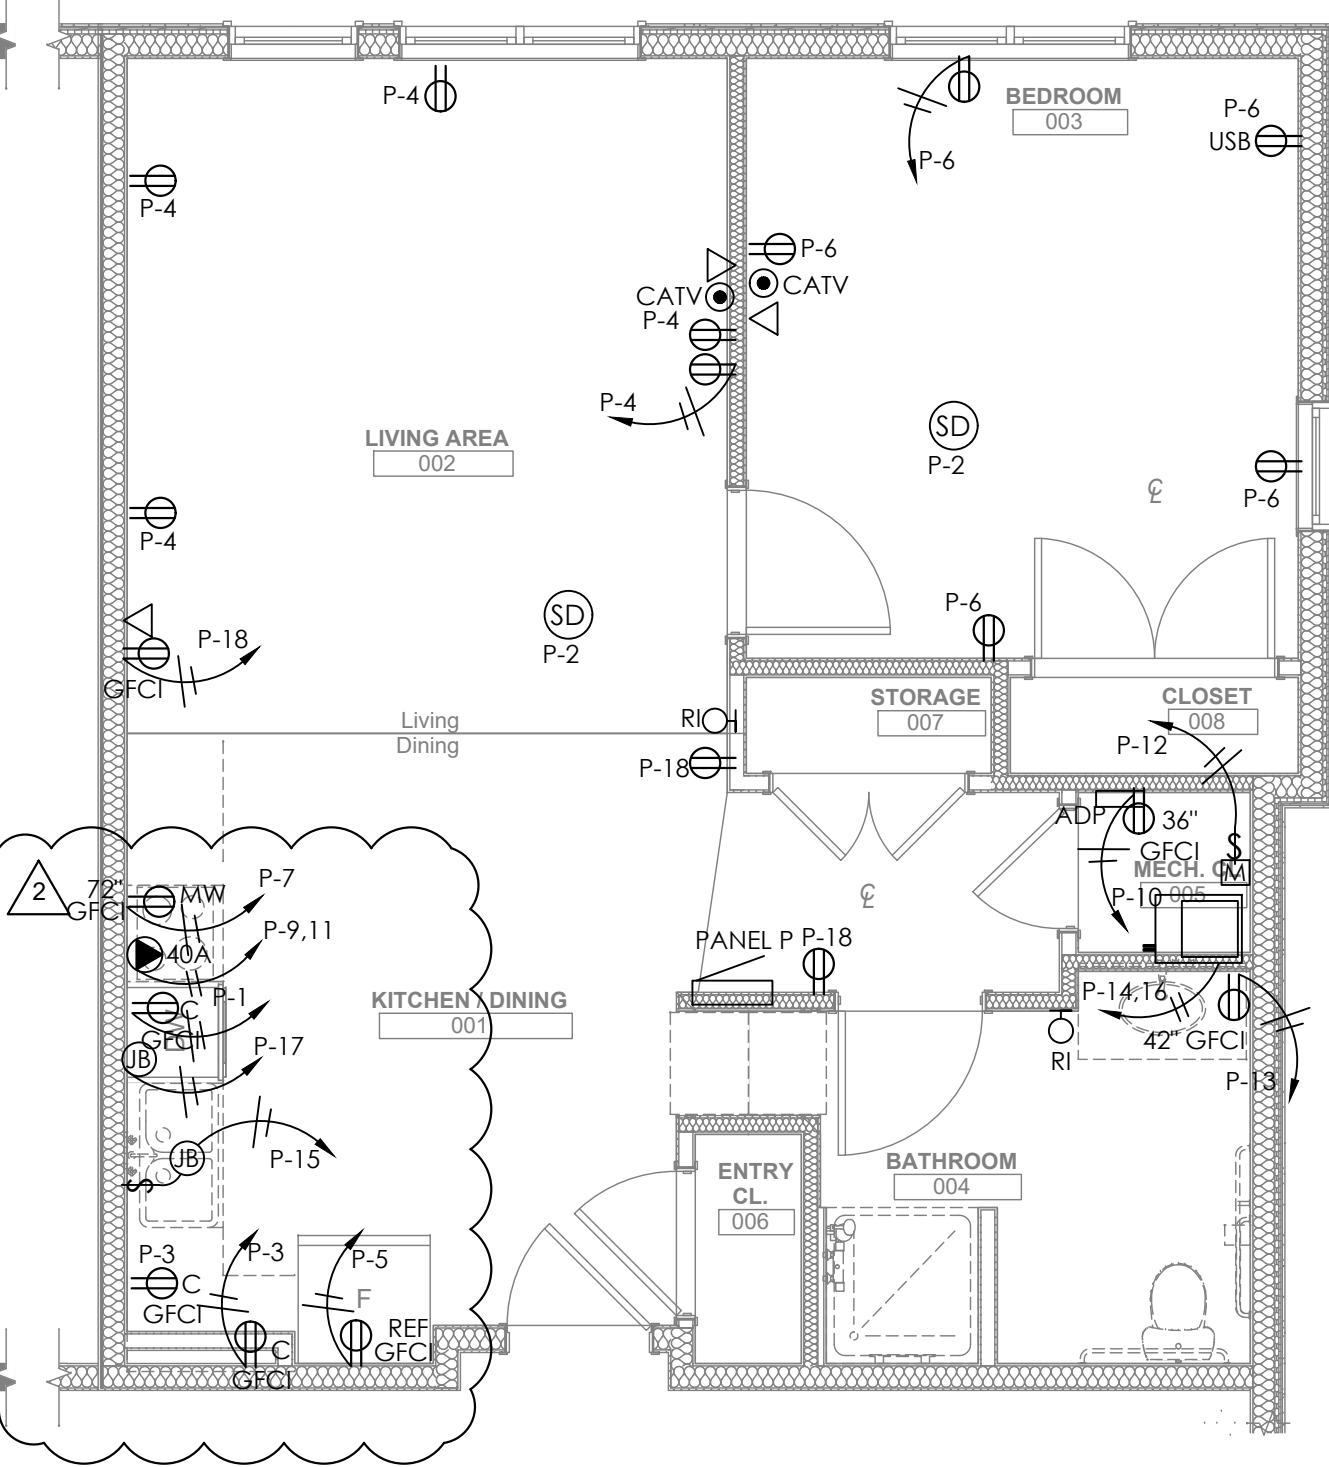 P-4
BEDROOM
003
P-6
USB
P-6
P-4
P-6
CATV
CATV
P-4
P-4
LIVING AREA
002
SD
P-2
P-6
P-4
P-6
SD
P-2
P-18
GFCI
STORAGE
007
CLOSET
008
RI
Living
Dining
P-12
P-18
ADP
36"
GFCI
S
MECH. C
M
005
P-10
2
72"
GFCI
MW
P-7
P-9,11
40A
PANEL P
P-18
P-1
C
GFCI
KITCHEN / DINING
001
P-14,16
42" GFCI
JB
P-17
RI
P-13
JB
P-15
S
ENTRY
CL.
006
BATHROOM
004
P-3
C
GFCI
P-3
P-5
F
REF
GFCI
C
GFCI